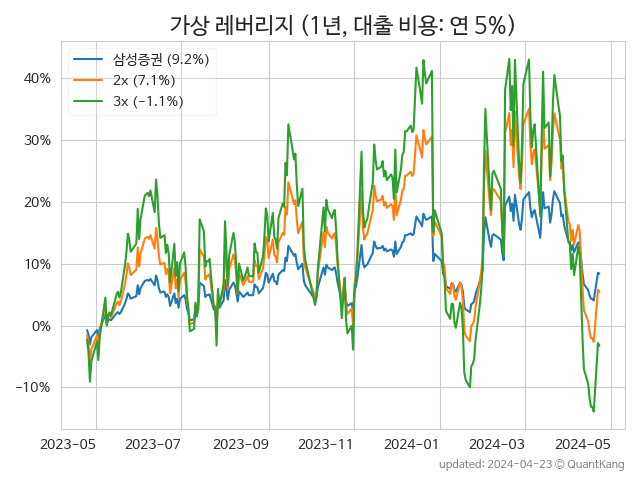 가상 레버리지 (1년, 대출 비용: 연 5%)
삼성증권 (9.2%)
2x (7.1%)
3x (−1.1%)
40%
30%
20%
10%
0%
−10%
2023-05 2023-07 2023-09 2023-11 2024-01 2024-03 2024-05
updated: 2024-04-23 © QuantKang